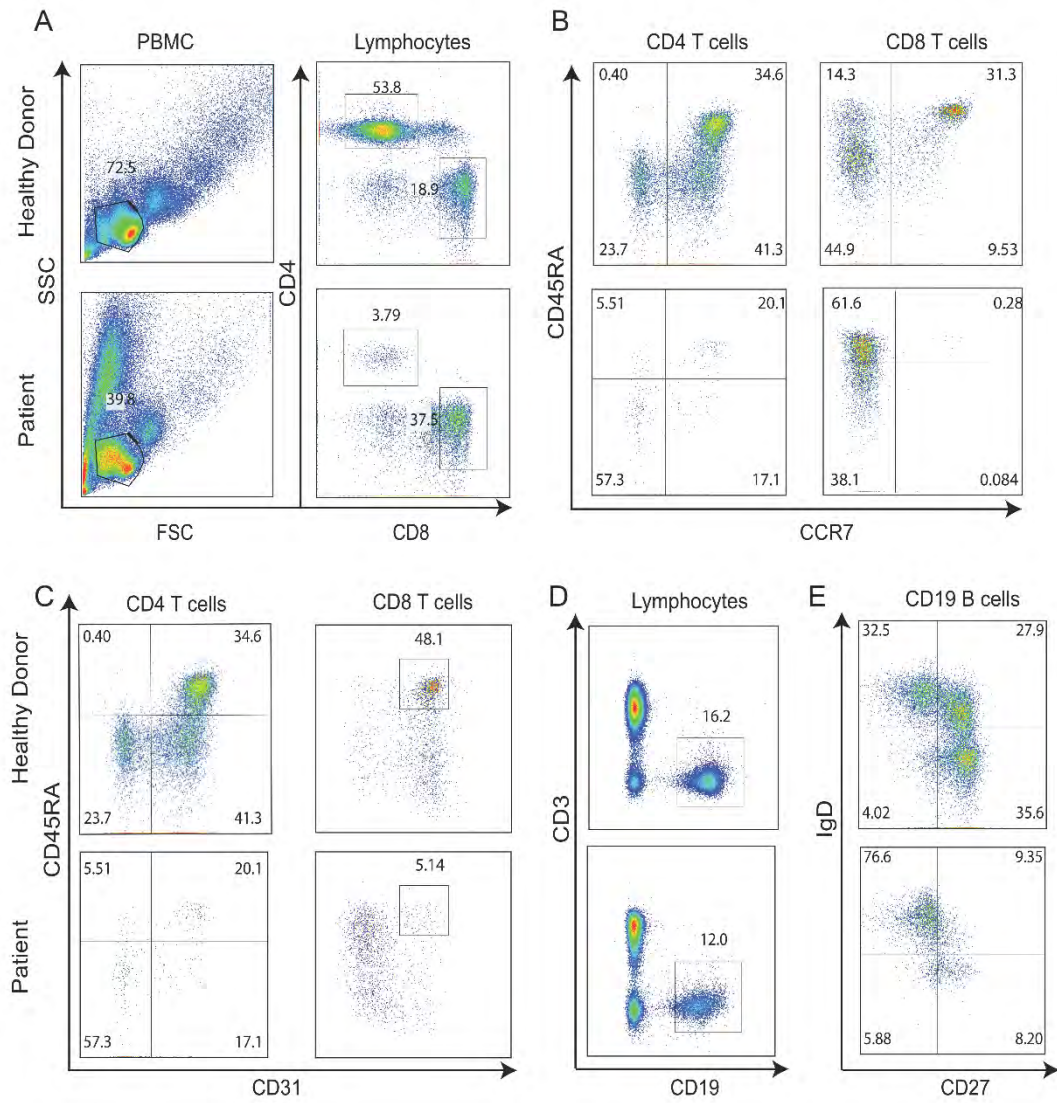 A
PBMC
Lymphocytes
Healthy Donor
Patient
SSC
CD4
72.5
53.8
18.9
39.8
3.79
37.5
FSC
CD8
B
CD4 T cells
CD8 T cells
CD45RA
0.40 34.6
23.7 41.3
14.3 31.3
44.9 9.53
5.51 20.1
57.3 17.1
61.6 0.28
38.1 0.084
CCR7
C
CD4 T cells
CD8 T cells
Healthy Donor
Patient
CD45RA
0.40 34.6
23.7 41.3
48.1
5.51 20.1
57.3 17.1
5.14
CD31
D
Lymphocytes
CD3
16.2
12.0
CD19
E
CD19 B cells
IgD
32.5 27.9
4.02 35.6
76.6 9.35
5.88 8.20
CD27